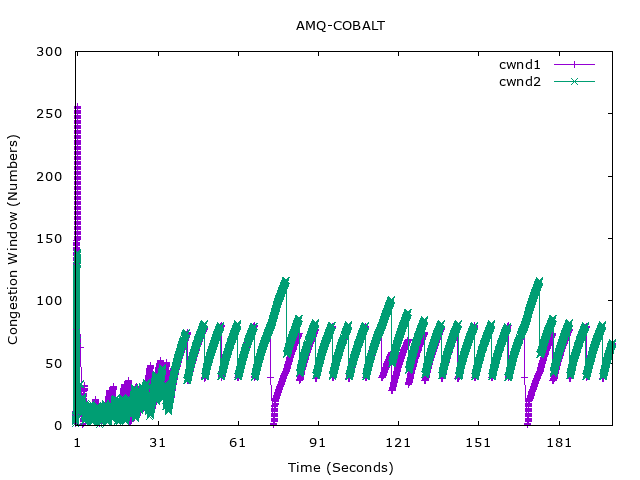 AMQ-COBALT
300
250
200
150
100
50
0
cwnd1
cwnd2
Congestion Window (Numbers)
1 31 61 91 121 151 181
Time (Seconds)